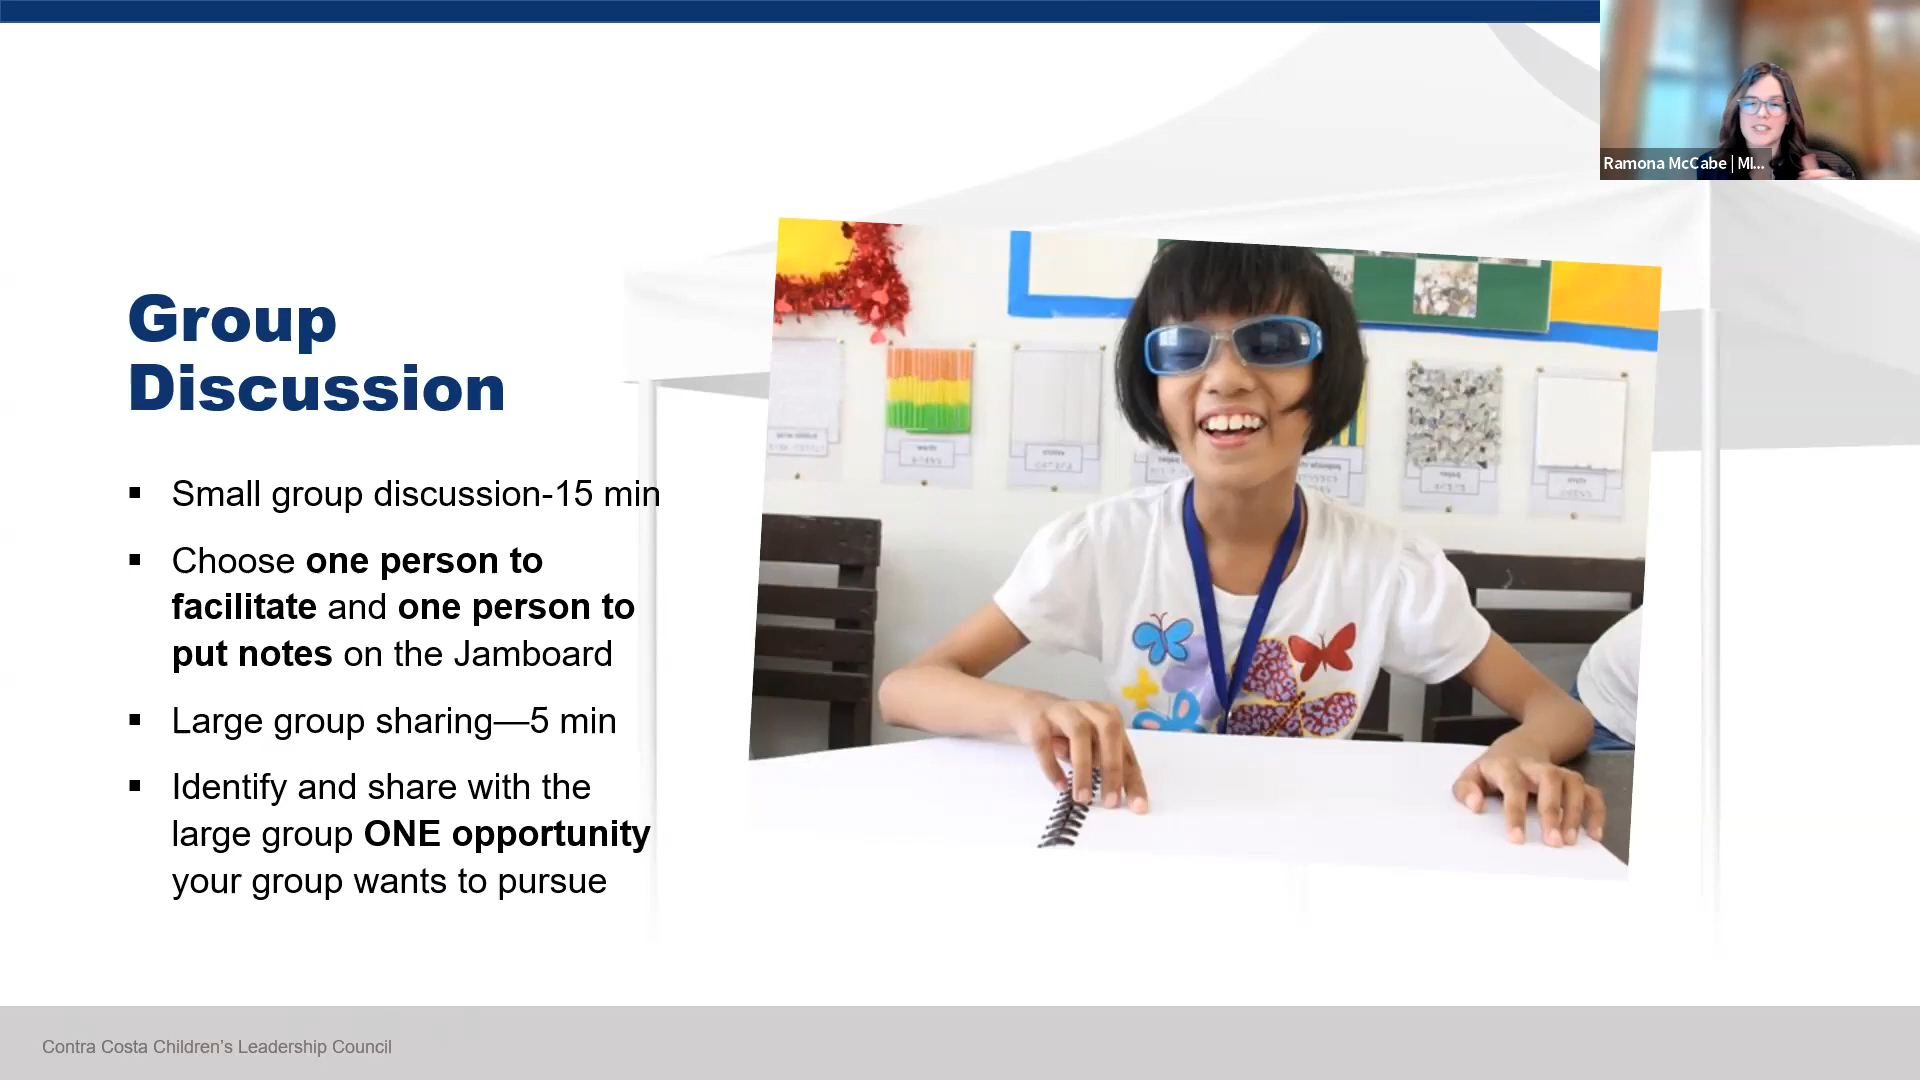 Ramona McCabe | MI...
Group
Discussion
▪ Small group discussion-15 min
▪ Choose one person to
facilitate and one person to
put notes on the Jamboard
▪ Large group sharing—5 min
▪ Identify and share with the
large group ONE opportunity
your group wants to pursue
Contra Costa Children’s Leadership Council